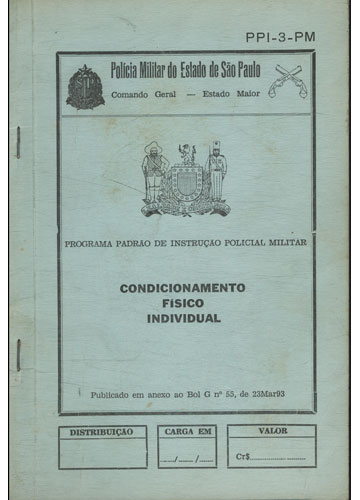 PPI-3-PM
Polícia Militar do Estado de São Paulo
Comando Geral — Estado Maior
PROGRAMA PADRÃO DE INSTRUÇÃO POLICIAL MILITAR
CONDICIONAMENTO
FÍSICO
INDIVIDUAL
Publicado em anexo ao Bol G nº 55, de 23Mar93
DISTRIBUIÇÃO
CARGA EM
VALOR
......./....../......
Cr$........................